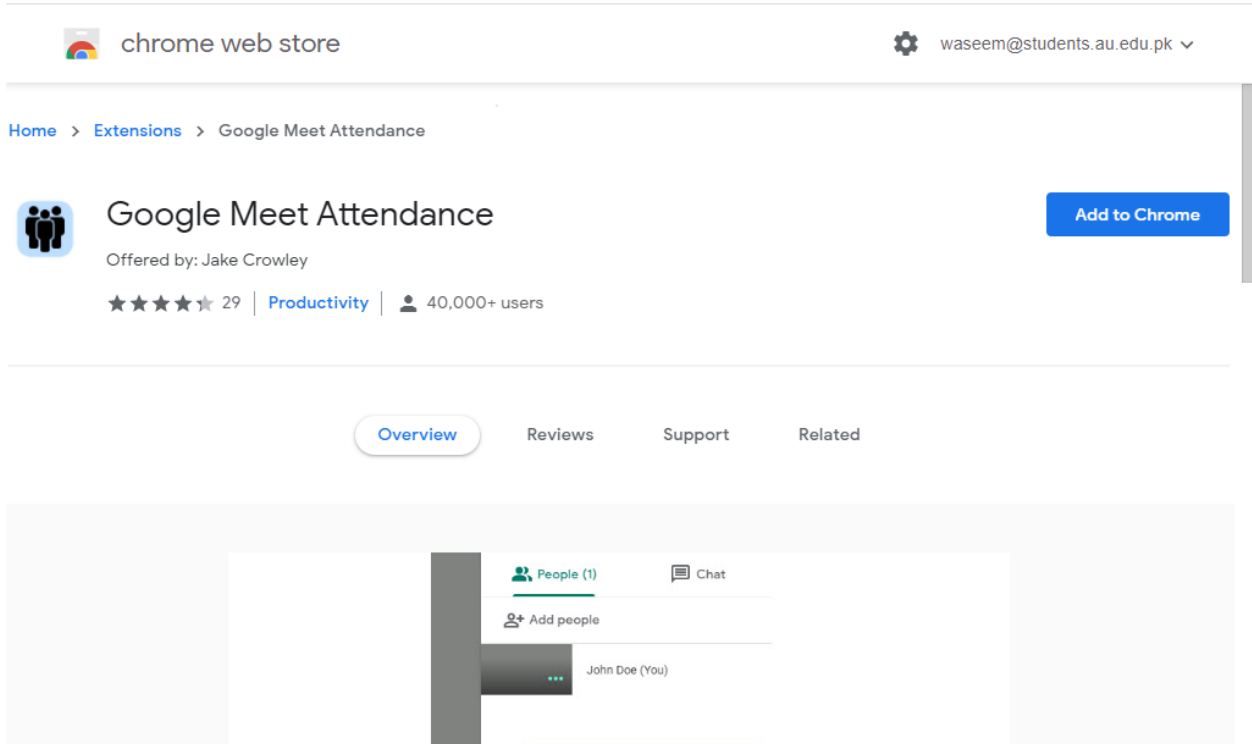 chrome web store waseem@students.au.edu.pk
Home > Extensions > Google Meet Attendance
Google Meet Attendance Add to Chrome
Offered by: Jake Crowley
29 | Productivity | 40,000+ users
Overview Reviews Support Related
People (1) Chat
Add people
John Doe (You)